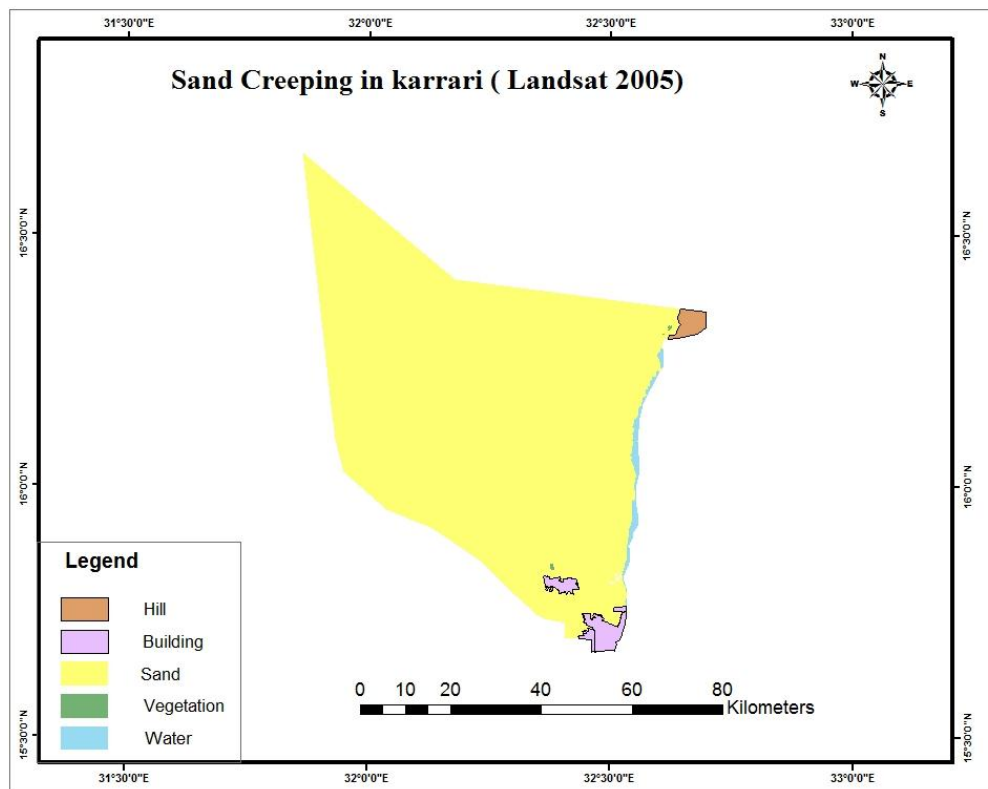 31°30'0"E 32°0'0"E 32°30'0"E 33°0'0"E
Sand Creeping in karrari ( Landsat 2005)
N
W E
S
16°30'0"N 16°30'0"N
16°0'0"N 16°0'0"N
Legend
Hill
Building
Sand
Vegetation
Water
0 10 20 40 60 80
Kilometers
15°30'0"N 15°30'0"N
31°30'0"E 32°0'0"E 32°30'0"E 33°0'0"E